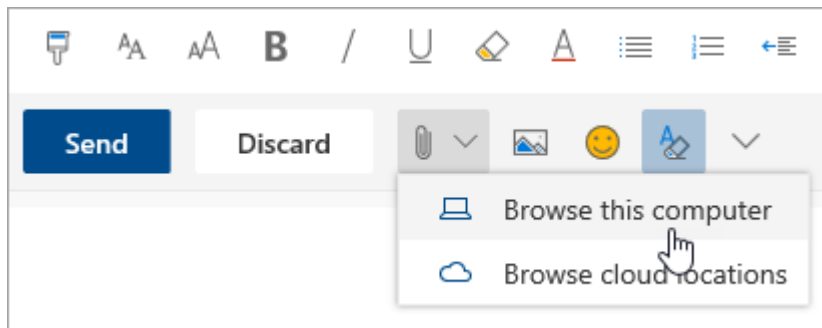 B / U A
Send Discard
Browse this computer
Browse cloud locations